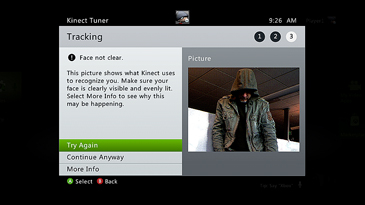 Kinect Tuner
9:26 AM
Tracking
1 2 3
! Face not clear.
This picture shows what Kinect uses
to recognize you. Make sure your
face is clearly visible and evenly lit.
Select More Info to see why this
may be happening.
Picture
Try Again
Continue Anyway
More Info
A Select B Back